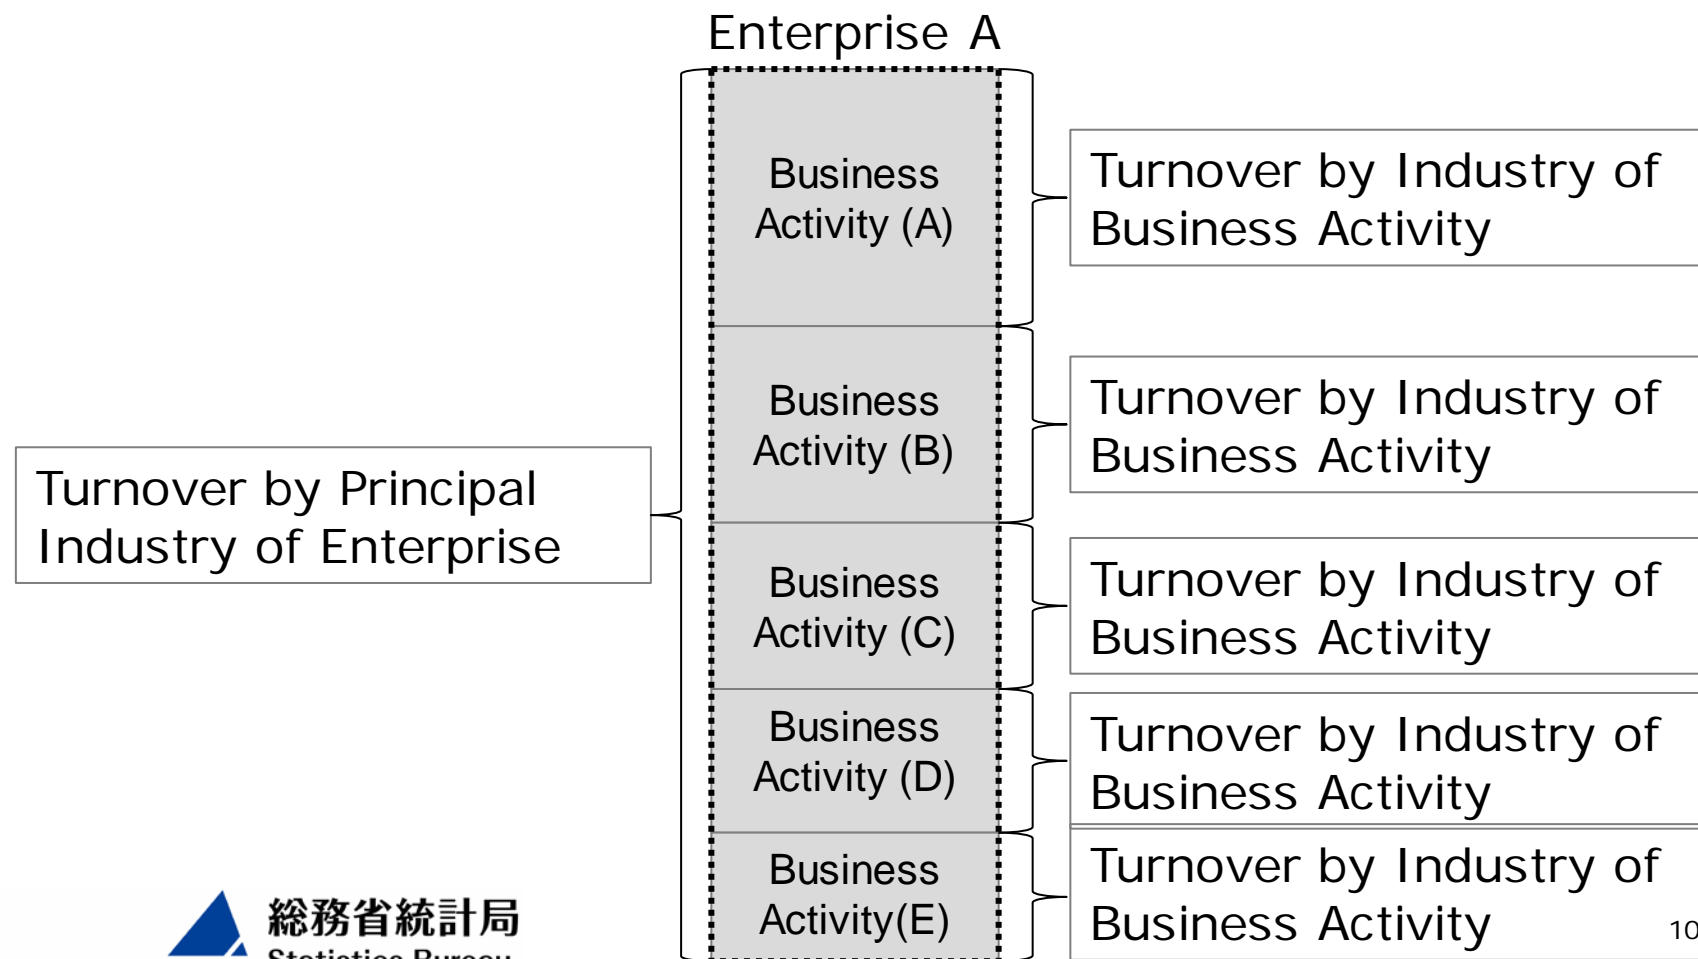 Enterprise A
Business
Activity (A)
Turnover by Industry of
Business Activity
Business
Activity (B)
Turnover by Industry of
Business Activity
Turnover by Principal
Industry of Enterprise
Business
Activity (C)
Turnover by Industry of
Business Activity
Business
Activity (D)
Turnover by Industry of
Business Activity
Business
Activity(E)
Turnover by Industry of
Business Activity
総務省統計局
Statistics Bureau
10